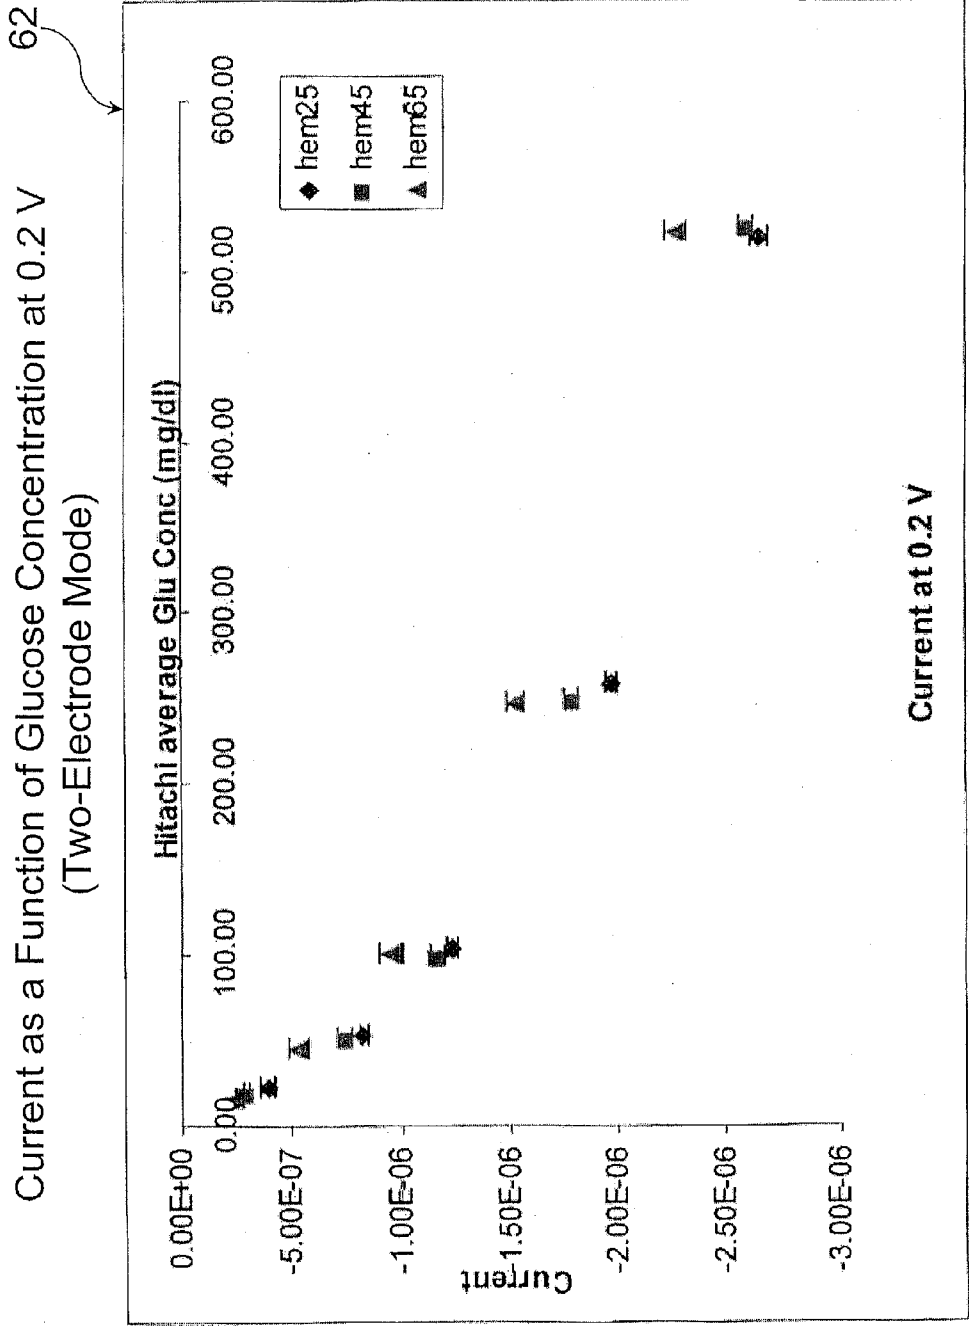 Current as a Function of Glucose Concentration at 0.2 V
(Two-Electrode Mode)
62
Hitachi average Glu Conc (mg/dl)
0.00 100.00 200.00 300.00 400.00 500.00 600.00
0.00E+00
-5.00E-07
-1.00E-06
-1.50E-06
-2.00E-06
-2.50E-06
-3.00E-06
Current
hem25
hem45
hem65
Current at 0.2 V